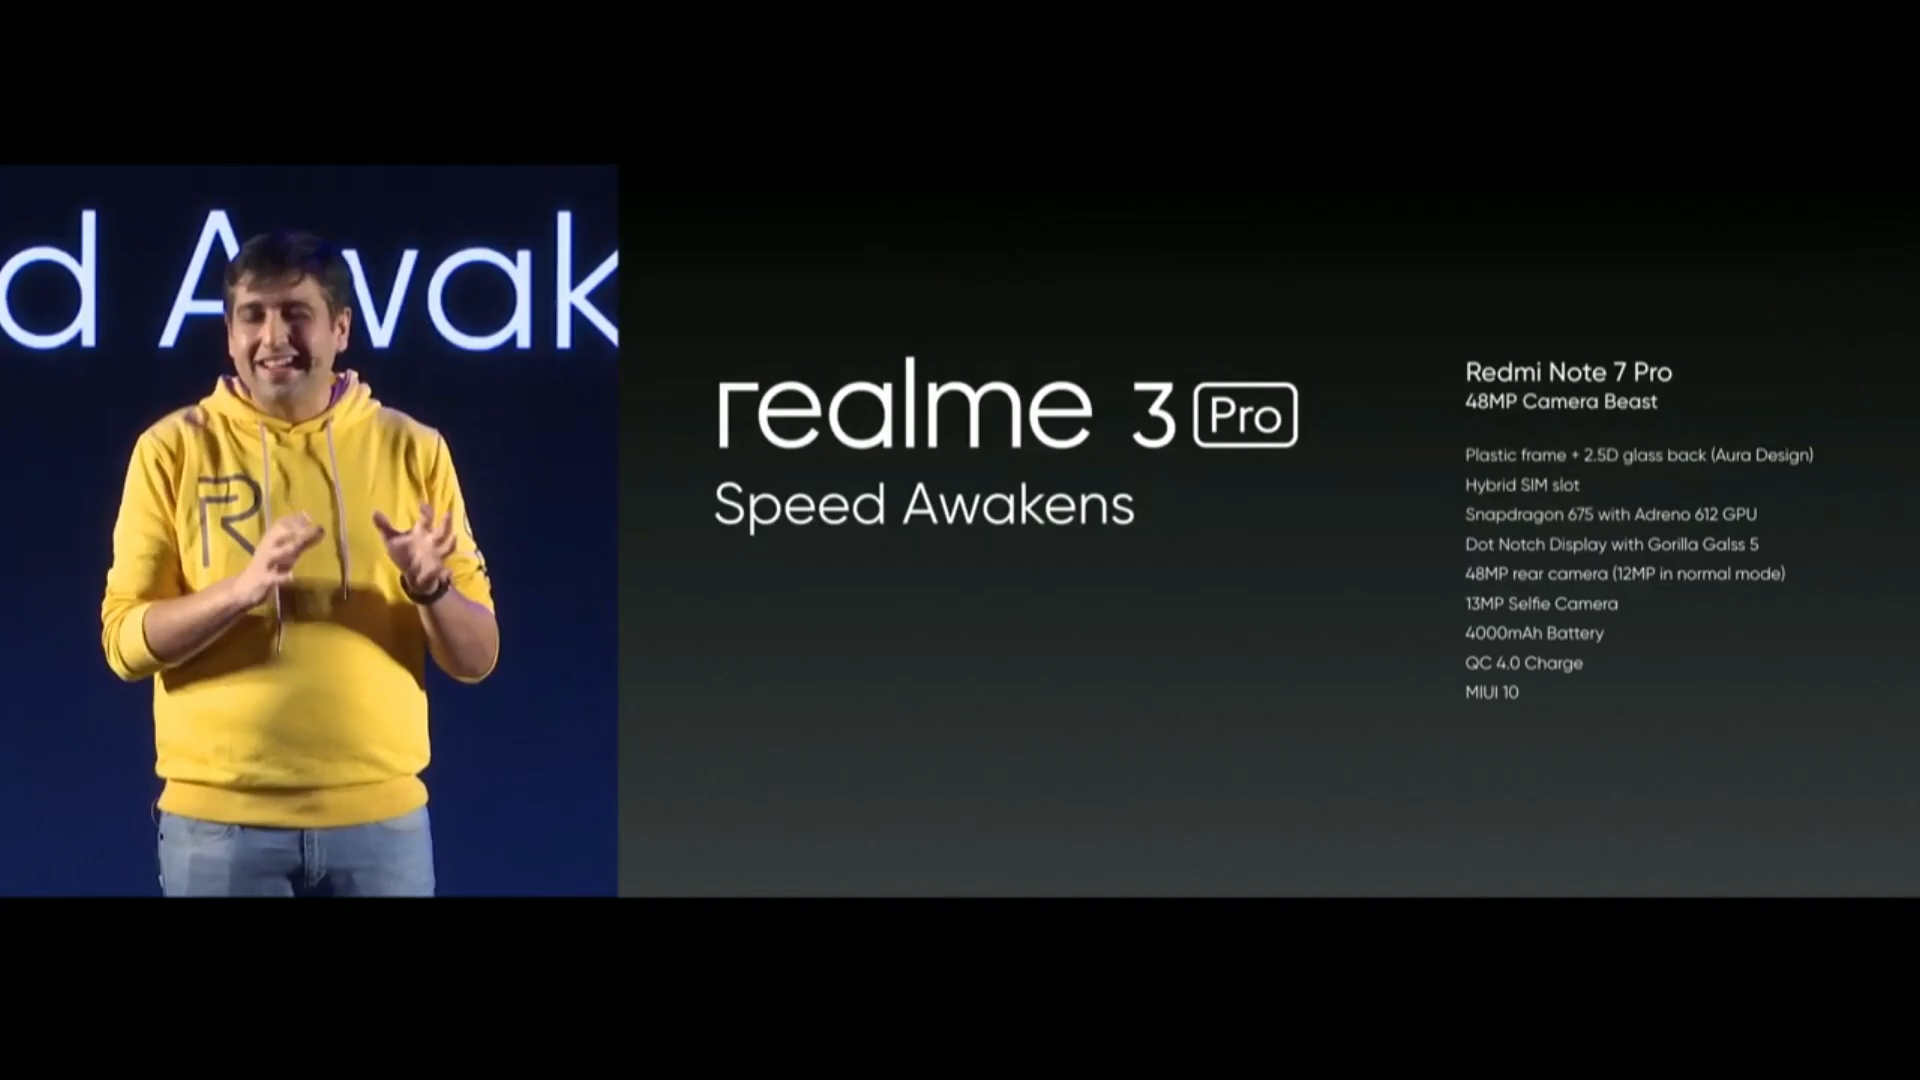 d Awak
R
realme 3 Pro
Speed Awakens
Redmi Note 7 Pro
48MP Camera Beast
Plastic frame + 2.5D glass back (Aura Design)
Hybrid SIM slot
Snapdragon 675 with Adreno 612 GPU
Dot Notch Display with Gorilla Galss 5
48MP rear camera (12MP in normal mode)
13MP Selfie Camera
4000mAh Battery
QC 4.0 Charge
MIUI 10